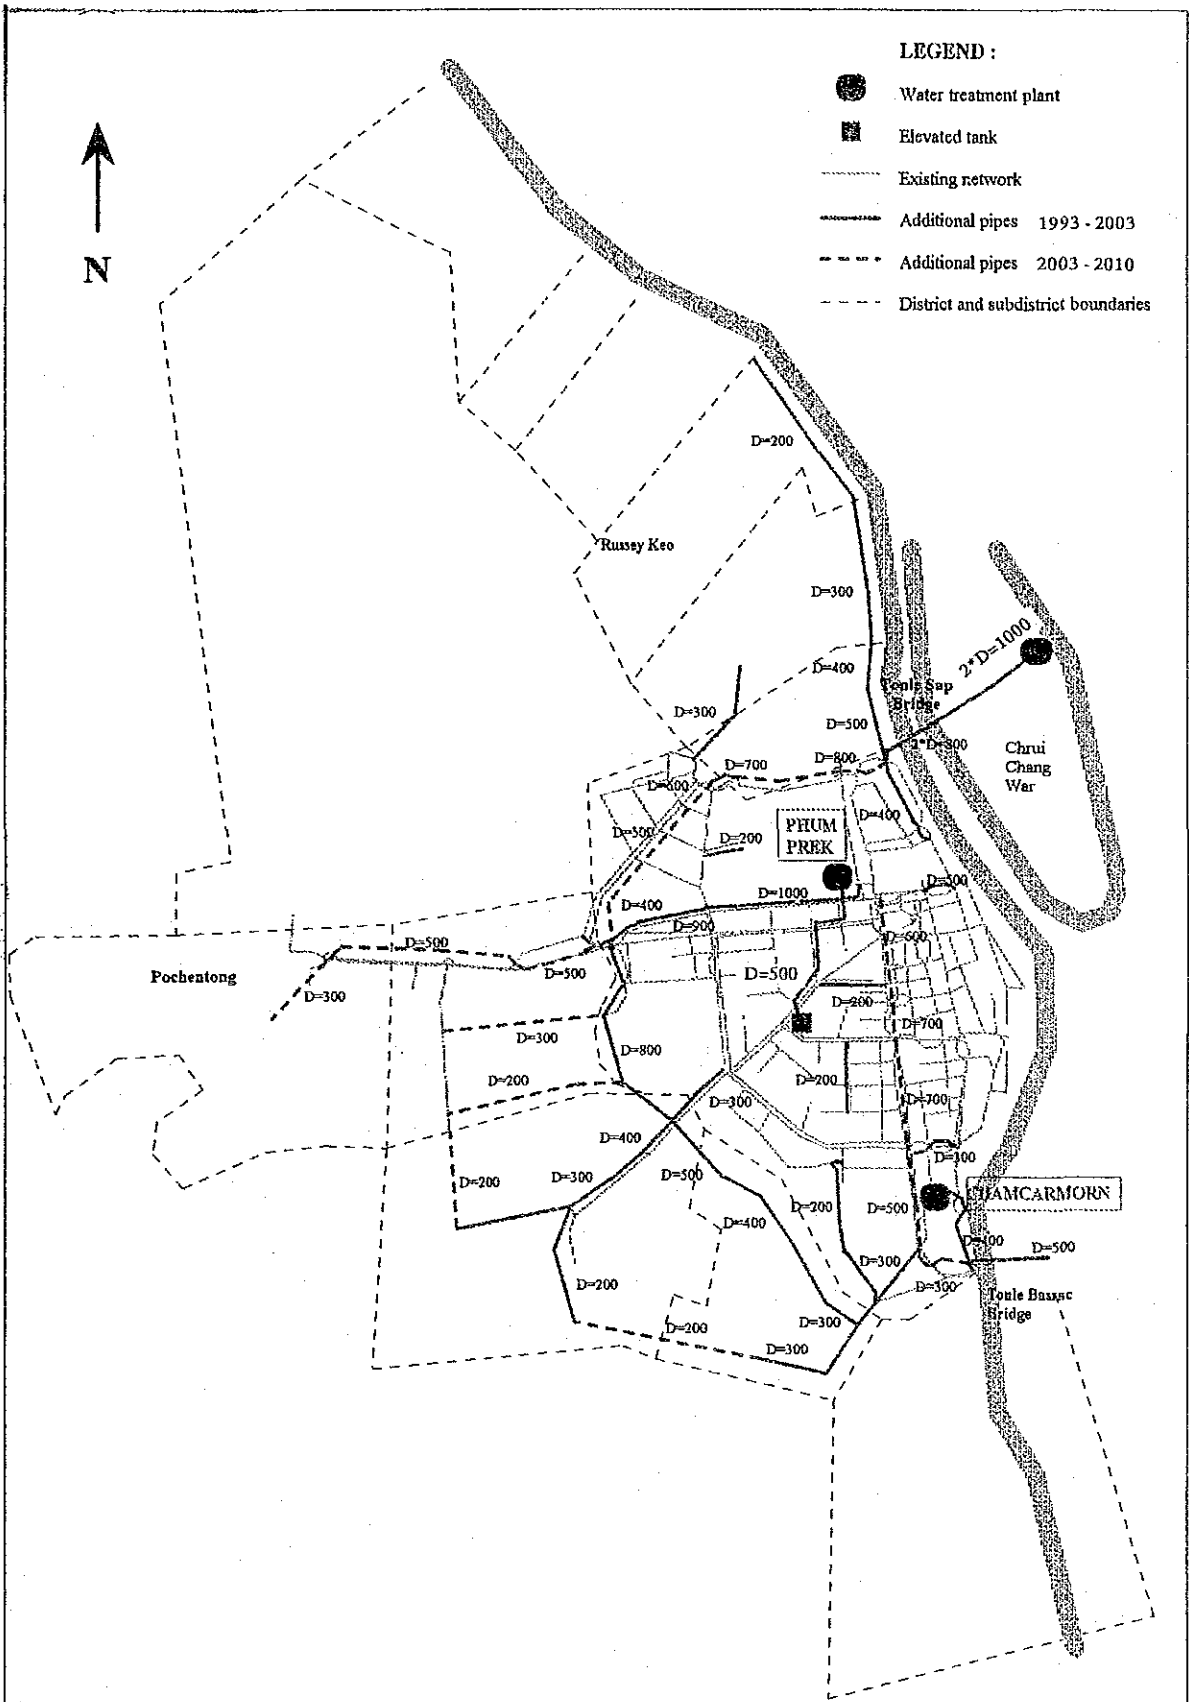 LEGEND :
Water treatment plant
Elevated tank
Existing network
Additional pipes 1993 - 2003
Additional pipes 2003 - 2010
District and subdistrict boundaries
N
D=200
Russey Keo
D=300
2*D=1000
D=400
Tonle Sap
Bridge
D=300
D=500
2*D=800
D=700
D=800
Chrui
Chang
War
D=500
D=200
PHUM
PREK
D=400
D=500
D=1000
D=400
D=900
D=600
D=500
D=500
D=500
Pochentong
D=300
D=200
D=700
D=300
D=800
D=200
D=200
D=300
D=700
D=400
D=300
D=500
D=300
D=200
CHAMCARMORN
D=200
D=500
D=400
D=400
D=500
D=300
D=200
D=300
Tonle Bassac
Bridge
D=200
D=300
D=300